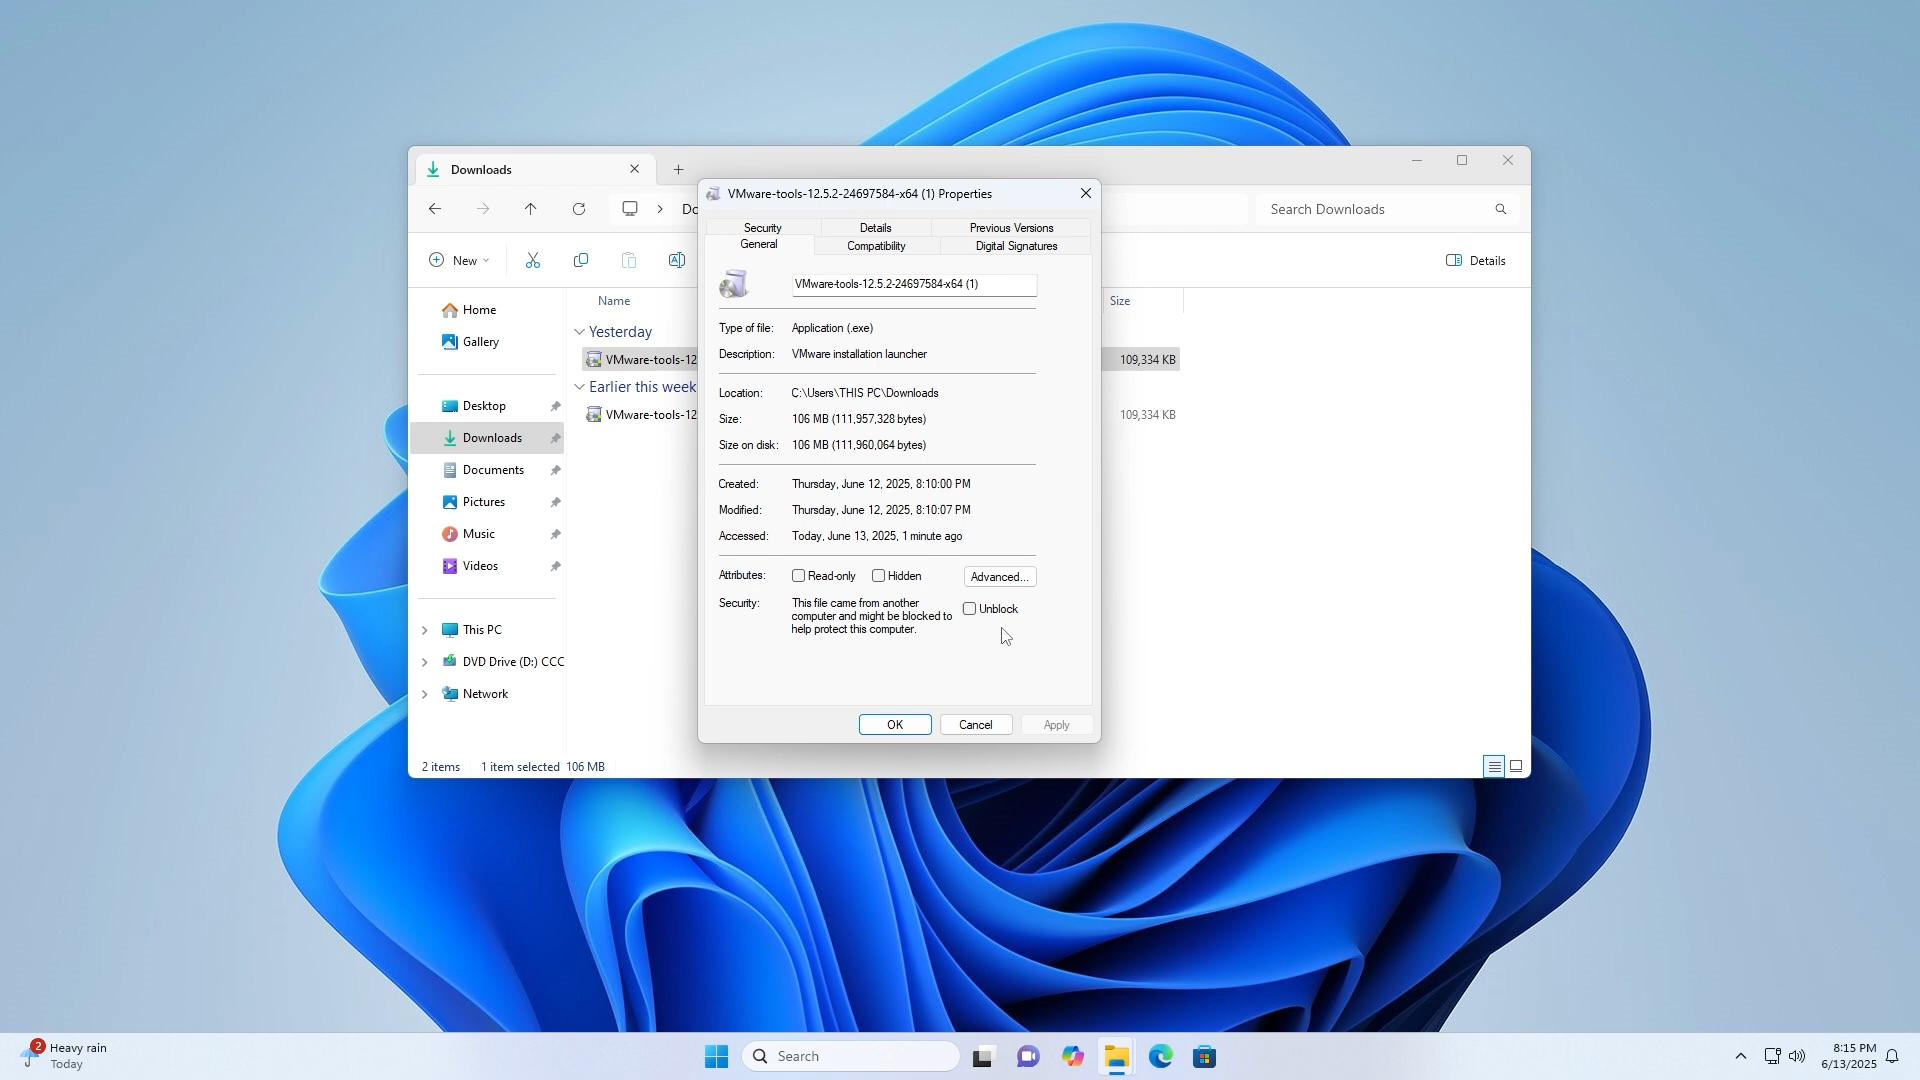 Downloads
VMware-tools-12.5.2-24697584-x64 (1) Properties
Search Downloads
Security
Details
Previous Versions
General
Compatibility
Digital Signatures
New
Details
VMware-tools-12.5.2-24697584-x64 (1)
Name
Size
Home
Gallery
Desktop
Downloads
Documents
Pictures
Music
Videos
This PC
DVD Drive (D:) CCC
Network
Yesterday
VMware-tools-12
109,334 KB
Earlier this week
VMware-tools-12
109,334 KB
Type of file: Application (.exe)
Description: VMware installation launcher
Location: C:\Users\THIS PC\Downloads
Size: 106 MB (111,957,328 bytes)
Size on disk: 106 MB (111,960,064 bytes)
Created: Thursday, June 12, 2025, 8:10:00 PM
Modified: Thursday, June 12, 2025, 8:10:07 PM
Accessed: Today, June 13, 2025, 1 minute ago
Attributes: Read-only Hidden Advanced...
Security: This file came from another
computer and might be blocked to
help protect this computer.
Unblock
OK
Cancel
Apply
2 items
1 item selected 106 MB
2
Heavy rain
Today
Search
8:15 PM
6/13/2025